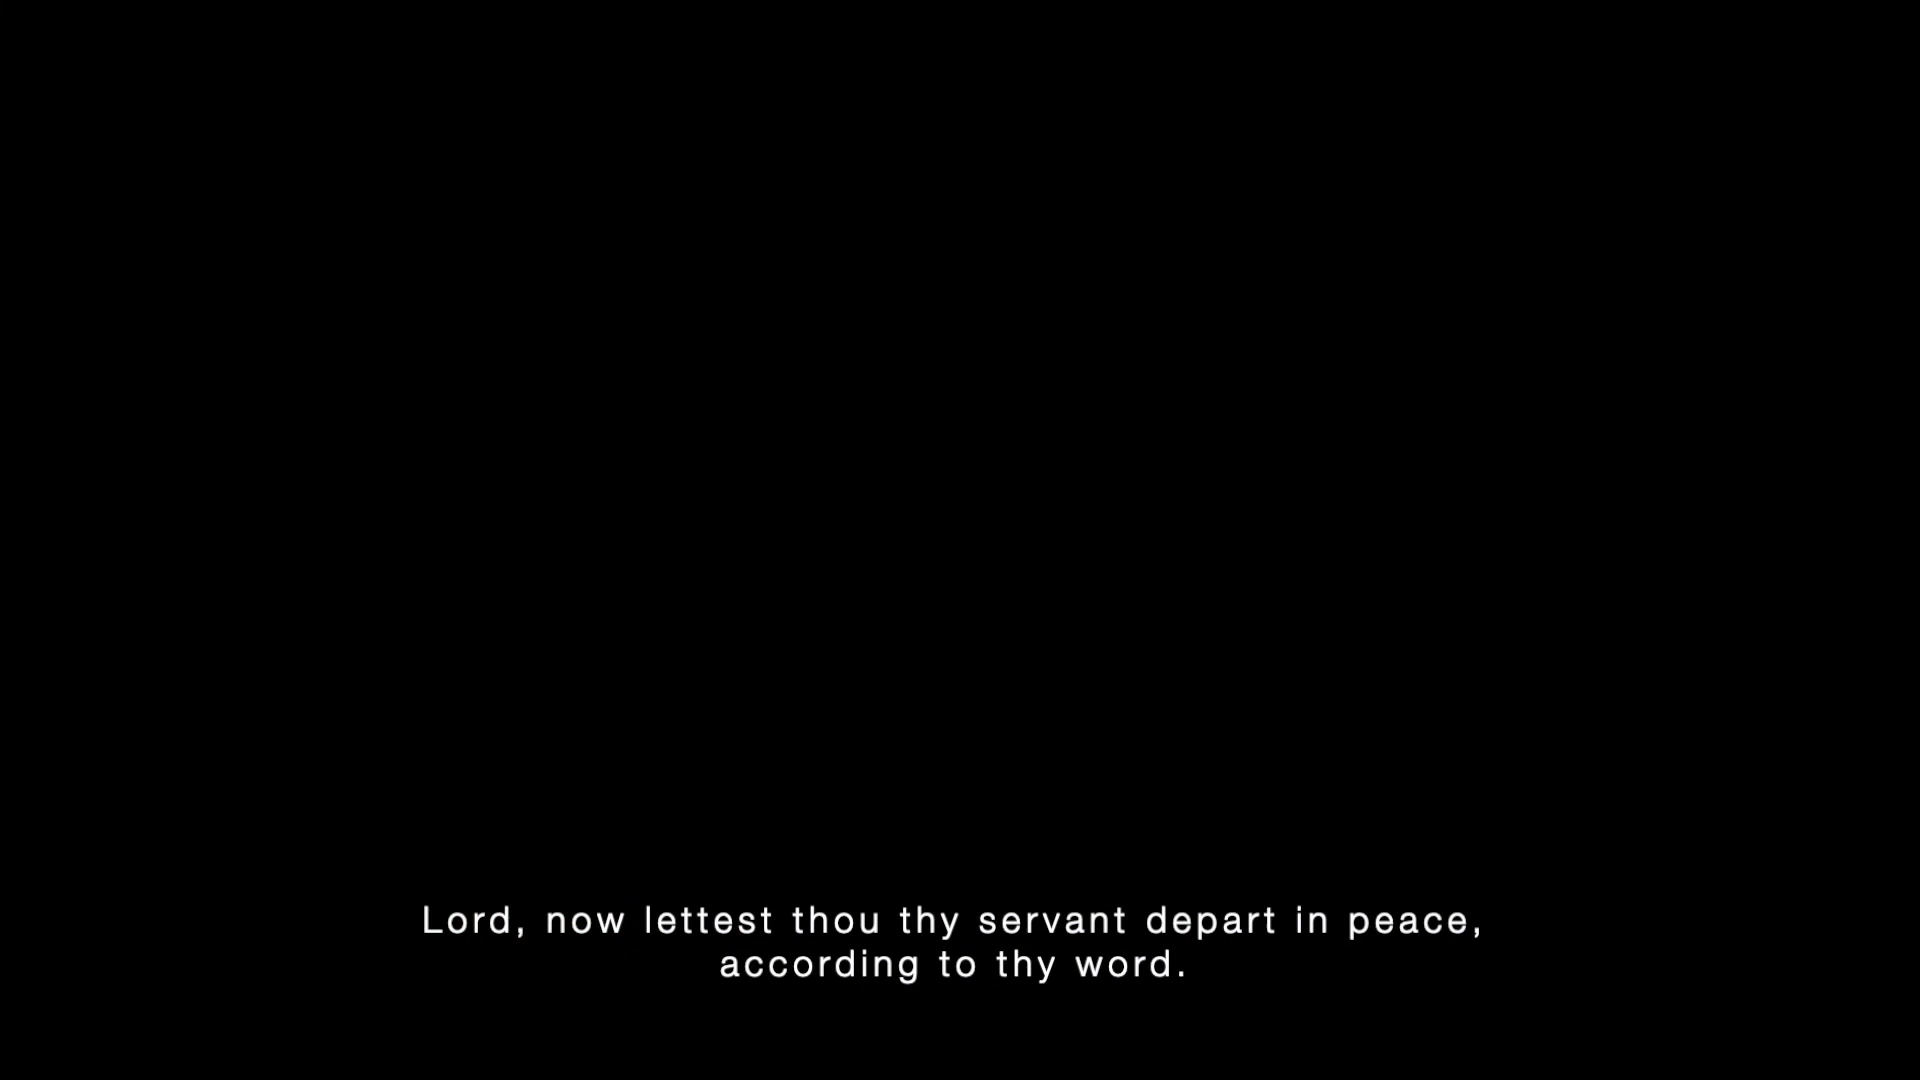 Lord, now lettest thou thy servant depart in peace,
according to thy word.